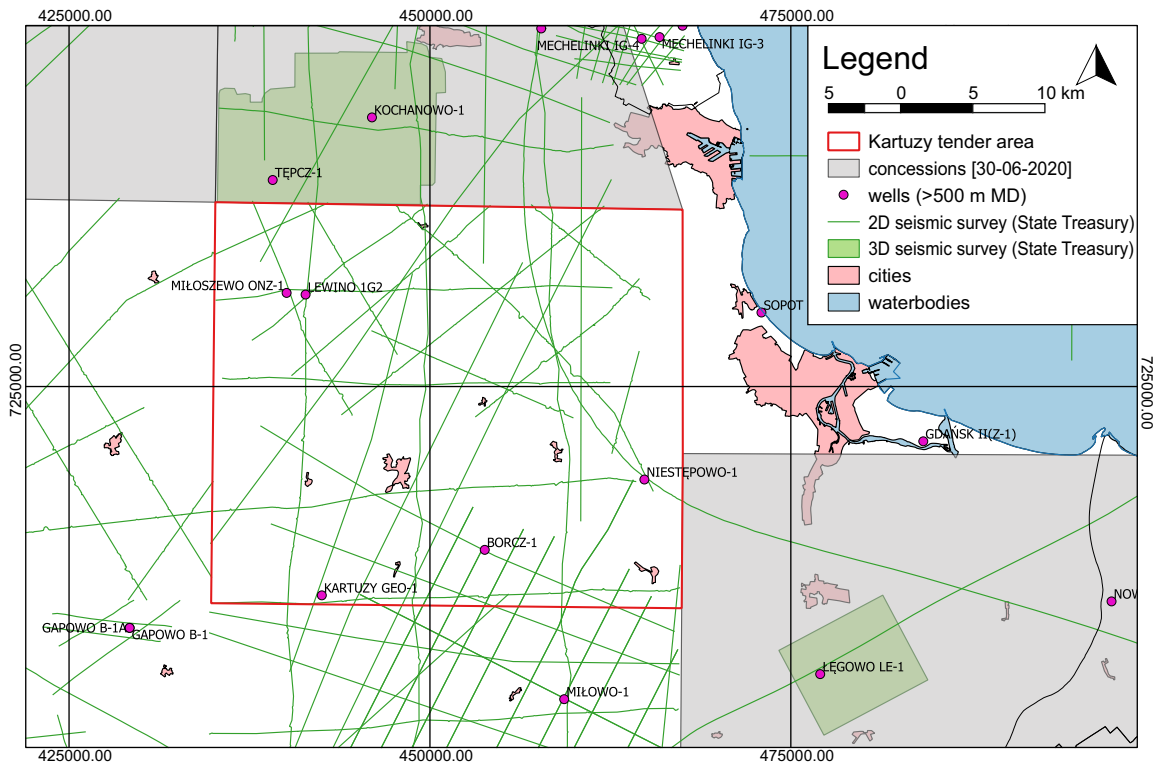 425000.00
450000.00
475000.00
MECHELINKI IG-4
MECHELINKI IG-3
Legend
5 0 5 10 km
Kartuzy tender area
concessions [30-06-2020]
wells (>500 m MD)
2D seismic survey (State Treasury)
3D seismic survey (State Treasury)
cities
waterbodies
KOCHANOWO-1
TĘPCZ-1
MIŁOSZEWO ONZ-1
LEWINO 1G2
SOPOT
725000.00
725000.00
GDAŃSK II(Z-1)
NIESTĘPOWO-1
BORCZ-1
KARTUZY GEO-1
NOW
GAPOWO B-1A
GAPOWO B-1
ŁĘGOWO LE-1
MIŁOWO-1
425000.00
450000.00
475000.00